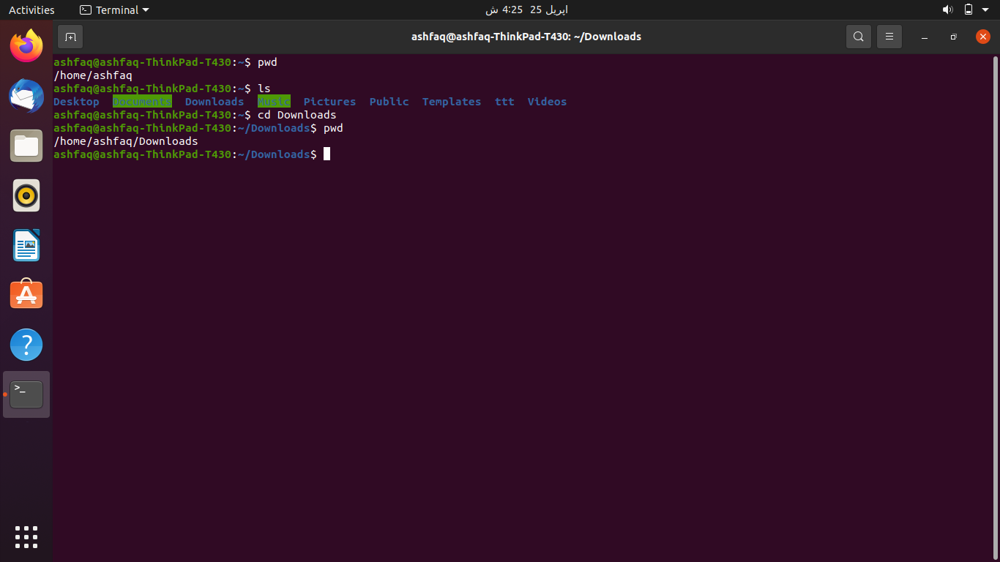 Activities Terminal اپریل 25 4:25 ش
ashfaq@ashfaq-ThinkPad-T430: ~/Downloads
ashfaq@ashfaq-ThinkPad-T430:~$ pwd
/home/ashfaq
ashfaq@ashfaq-ThinkPad-T430:~$ ls
Desktop Documents Downloads Music Pictures Public Templates ttt Videos
ashfaq@ashfaq-ThinkPad-T430:~$ cd Downloads
ashfaq@ashfaq-ThinkPad-T430:~/Downloads$ pwd
/home/ashfaq/Downloads
ashfaq@ashfaq-ThinkPad-T430:~/Downloads$